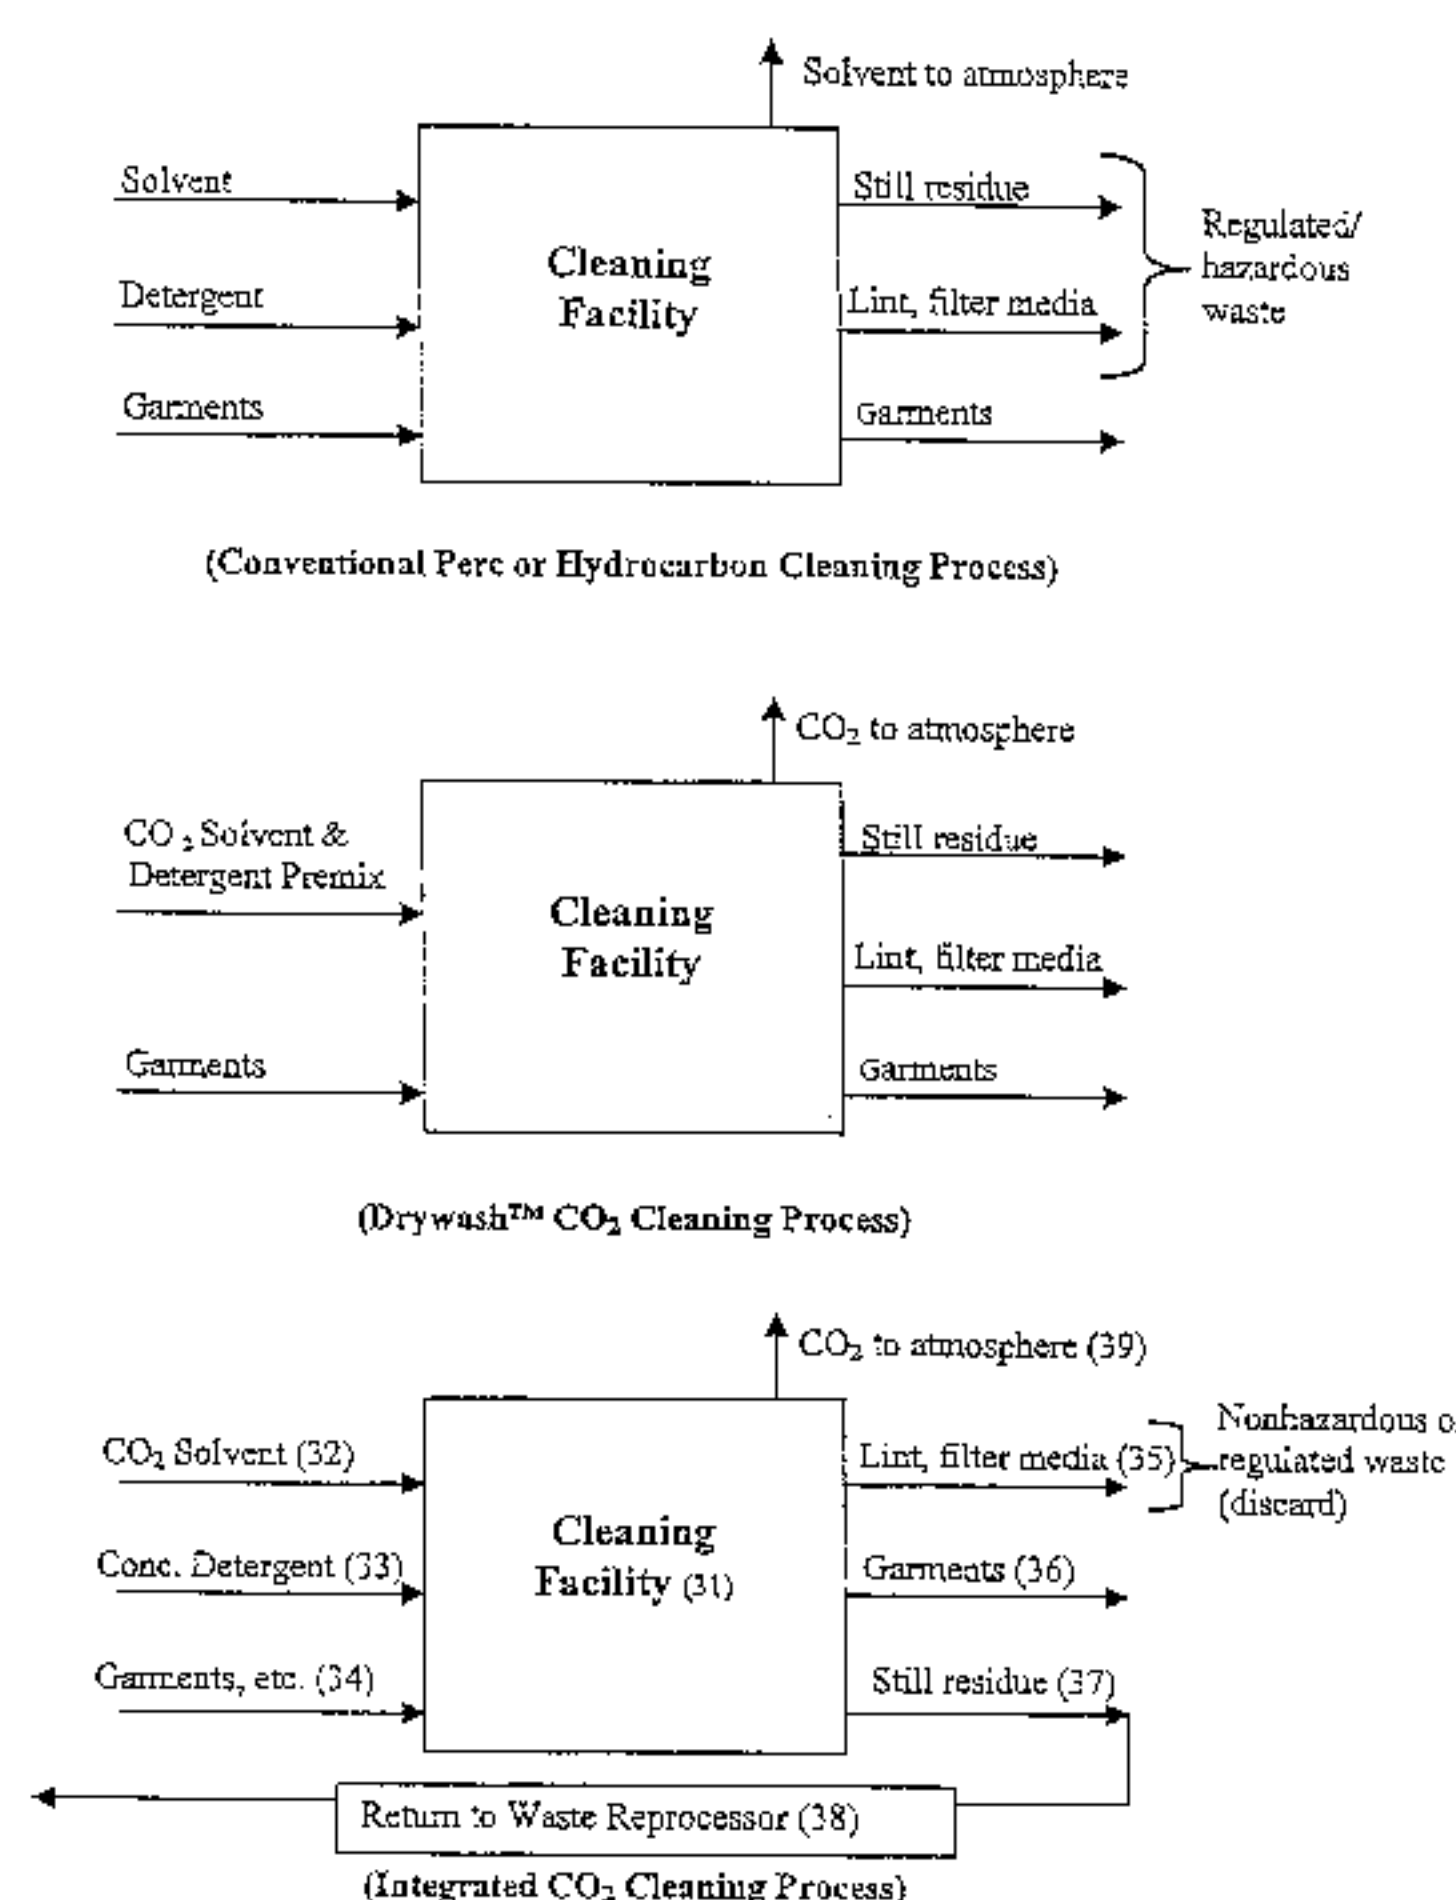 Solvent to atmosphere
Solvent
Still residue
Regulated/
hazardous
waste
Cleaning
Facility
Detergent
Lint, filter media
Garments
Garments
(Conventional Perc or Hydrocarbon Cleaning Process)
CO₂ to atmosphere
CO₂ Solvent &
Detergent Premix
Still residue
Cleaning
Facility
Lint, filter media
Garments
Garments
(Drywash™ CO₂ Cleaning Process)
CO₂ to atmosphere (39)
CO₂ Solvent (32)
Lint, filter media (35)
Nonhazardous o
regulated waste
(discard)
Cleaning
Facility (31)
Conc. Detergent (33)
Garments (36)
Garments, etc. (34)
Still residue (37)
Return to Waste Reprocessor (38)
(Integrated CO₂ Cleaning Process)